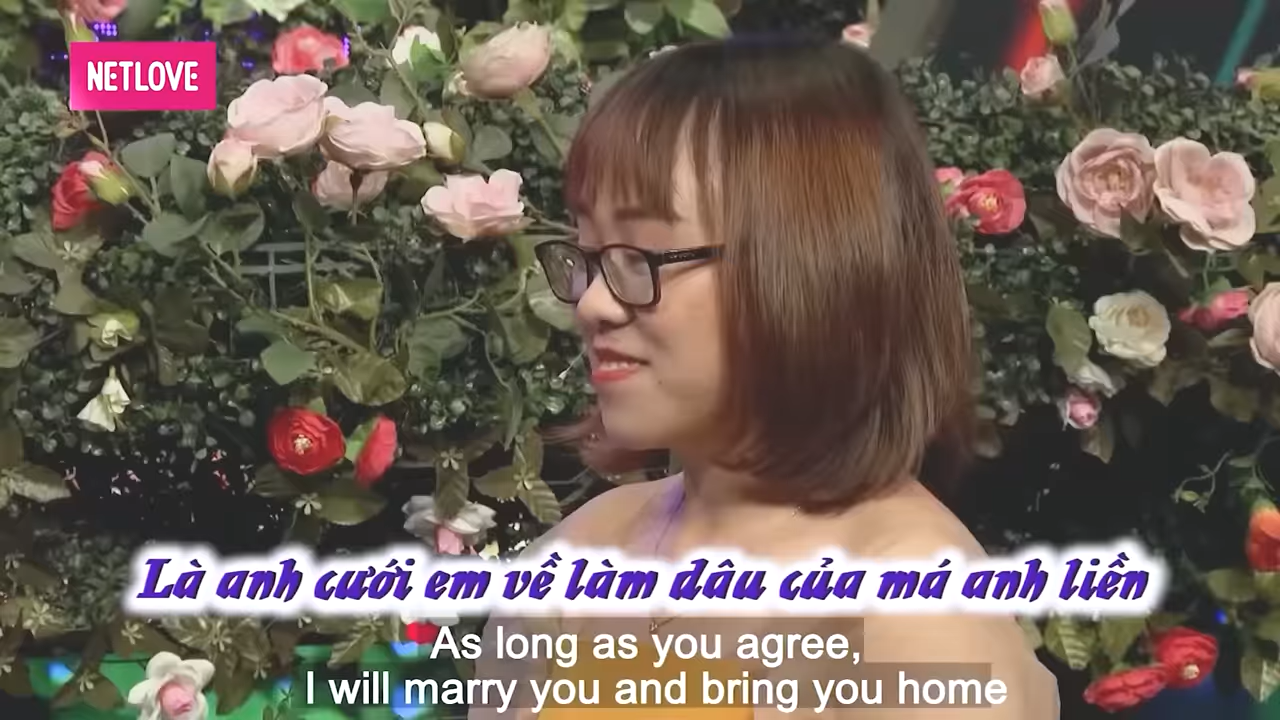 NETLOVE
Là anh cưới em về làm dâu của má anh liền
As long as you agree,
I will marry you and bring you home